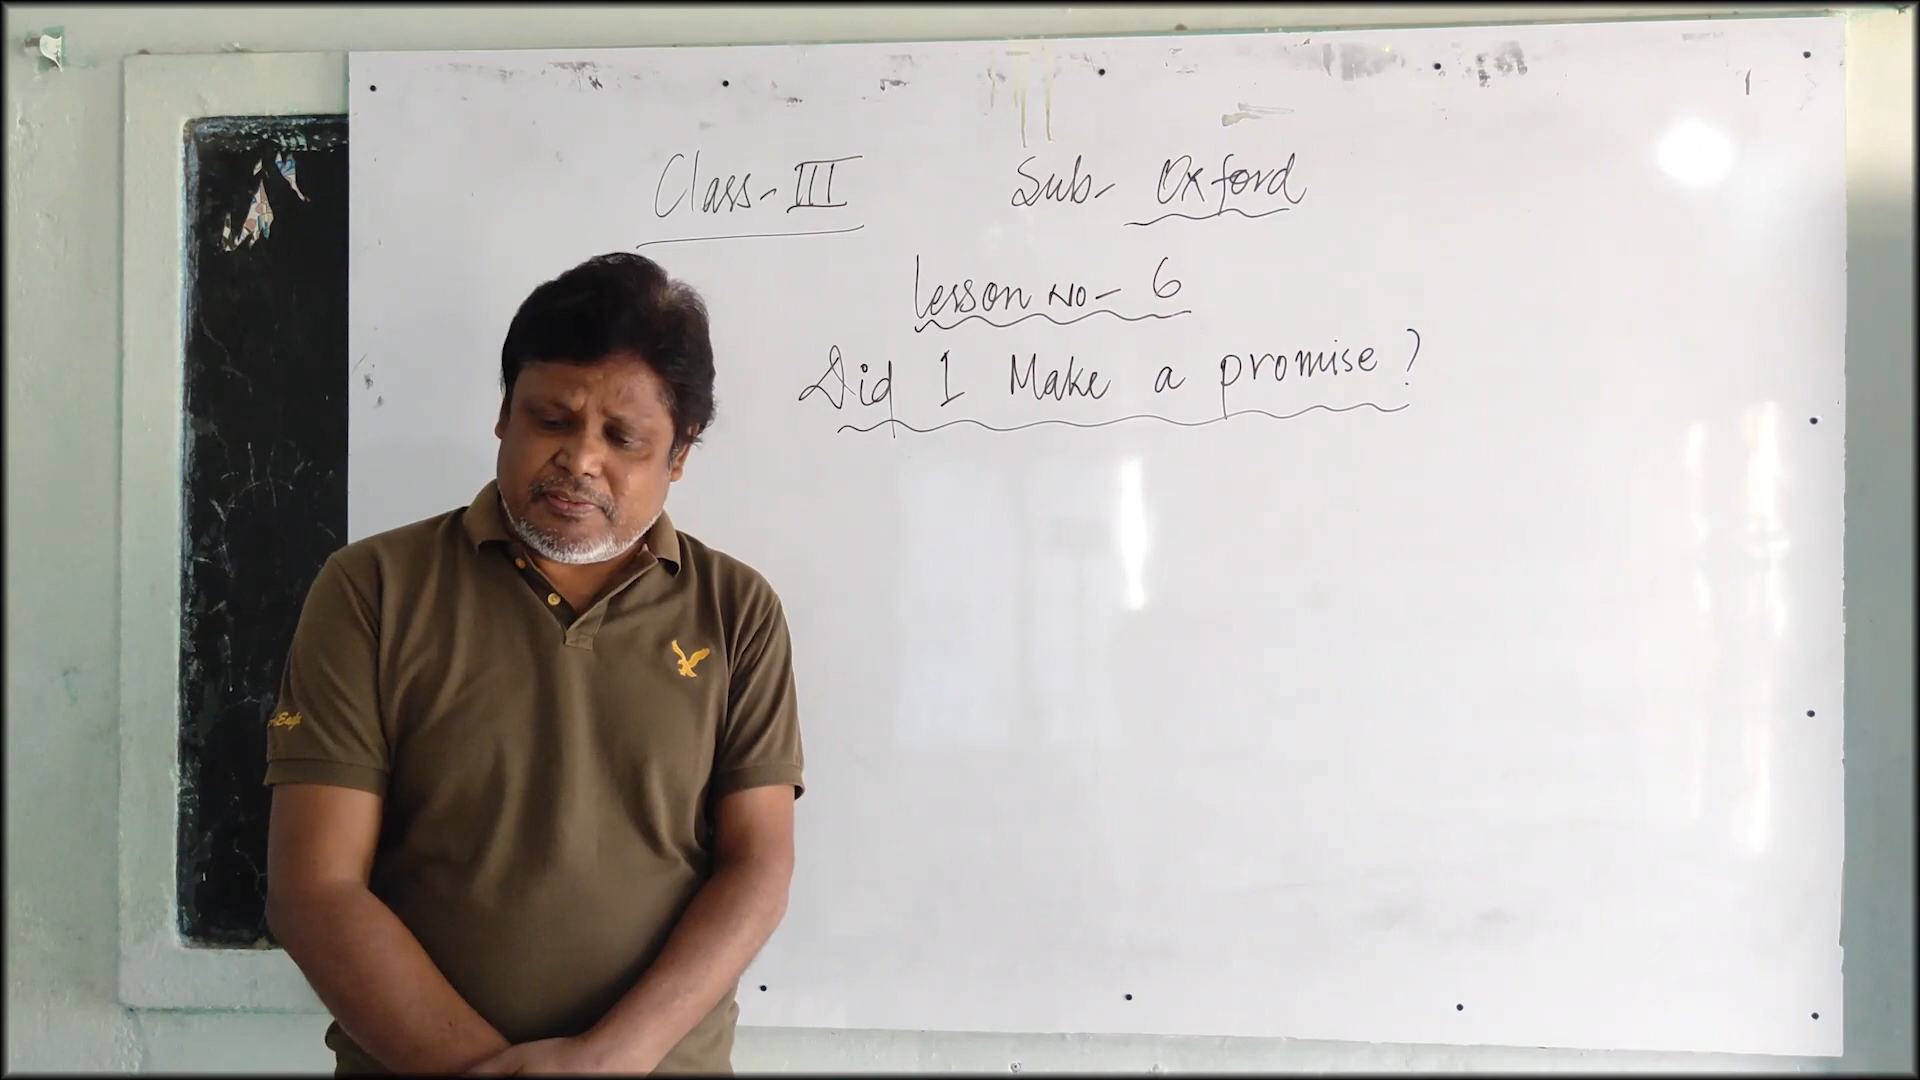 Class-III Sub- Oxford
Lesson No- 6
Did I Make a promise?